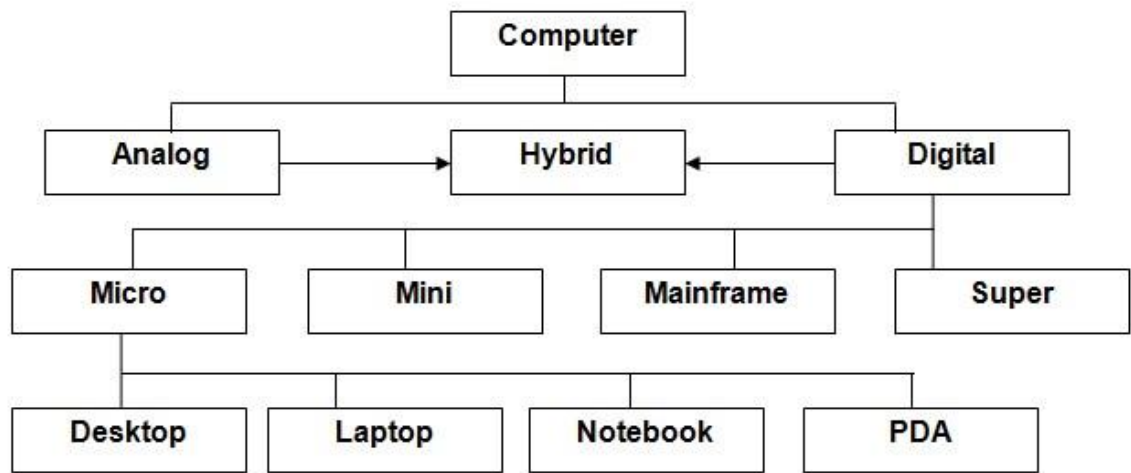 Computer
Analog Hybrid Digital
Micro Mini Mainframe Super
Desktop Laptop Notebook PDA